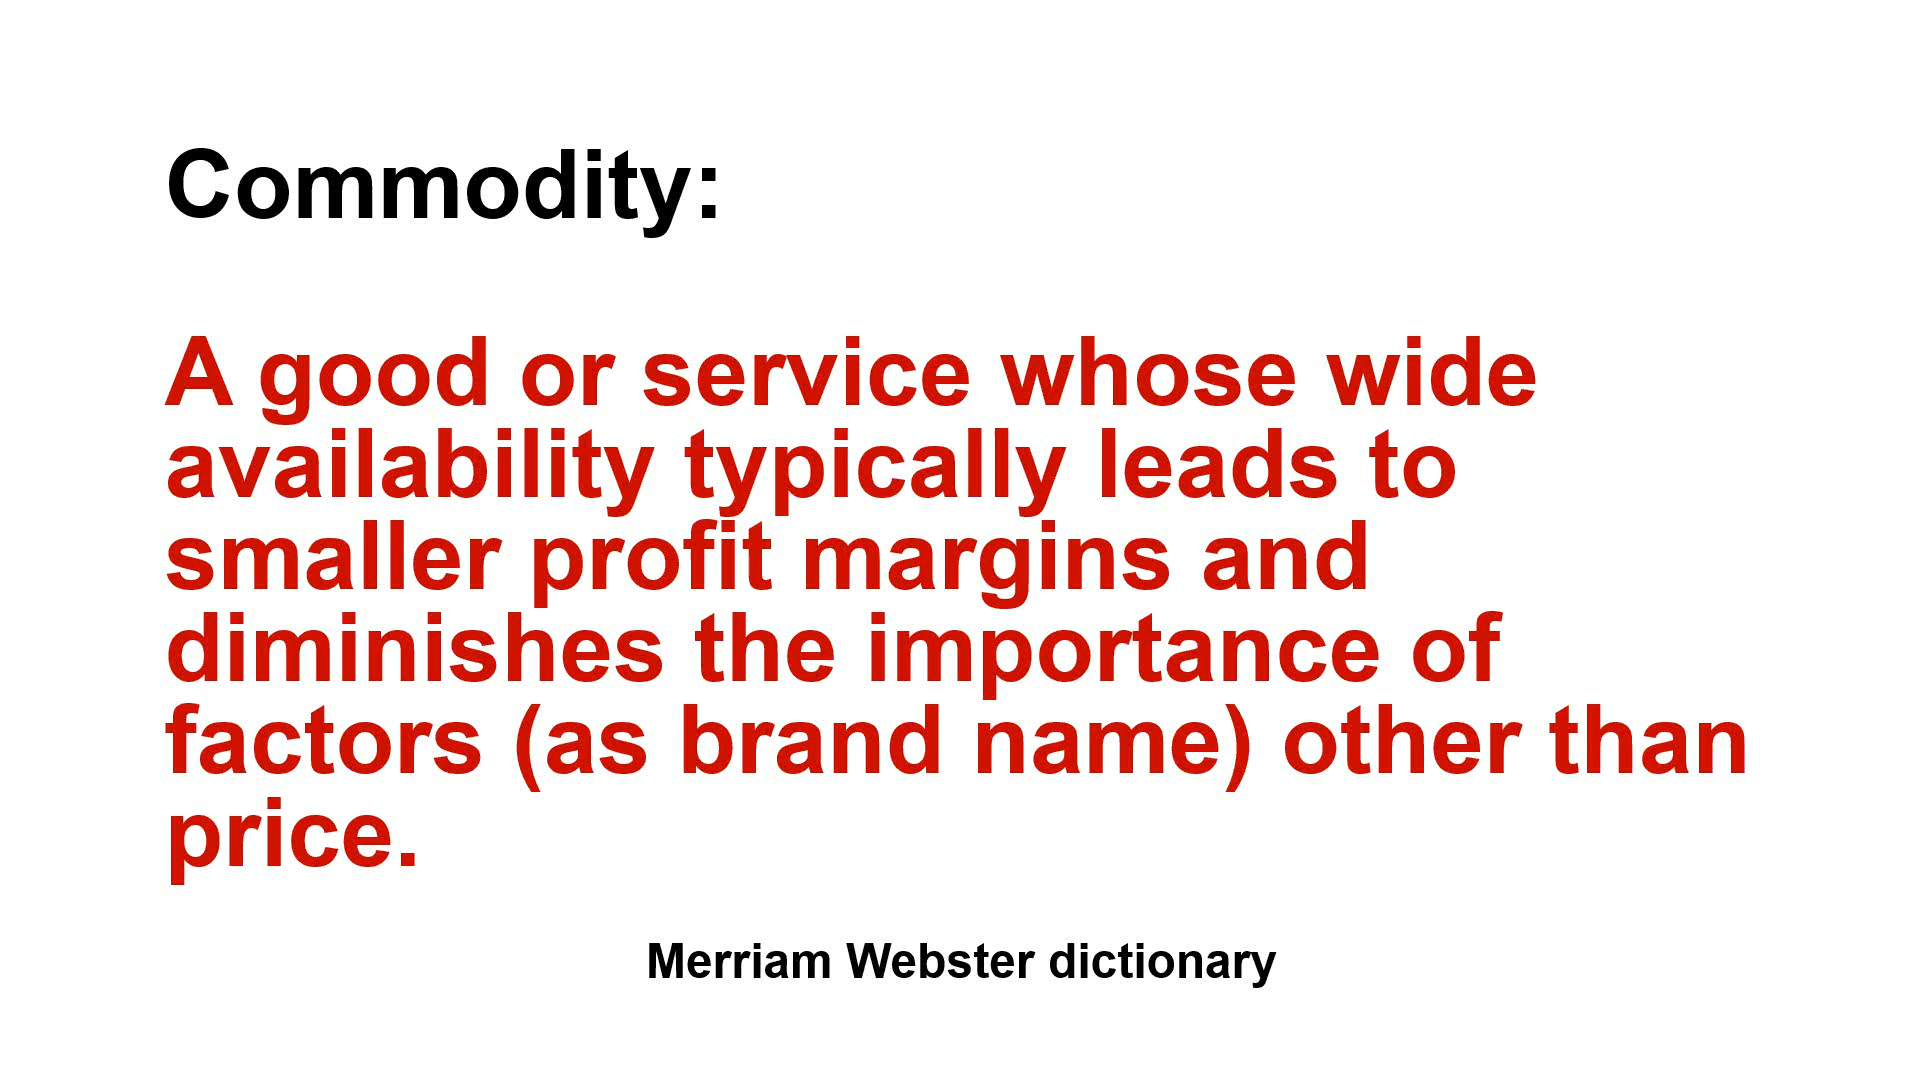 Commodity:
A good or service whose wide
availability typically leads to
smaller profit margins and
diminishes the importance of
factors (as brand name) other than
price.
Merriam Webster dictionary